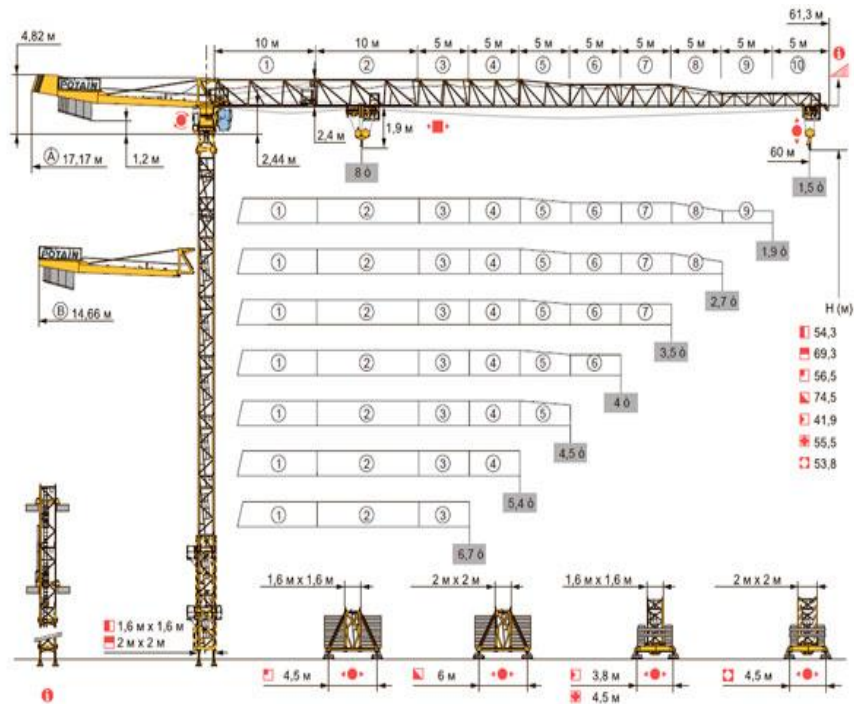 61,3 м
4,82 м
10 м
10 м
5 м
5 м
5 м
5 м
5 м
5 м
5 м
5 м
1
2
3
4
5
6
7
8
9
10
POTAIN
A 17,17 м
1,2 м
2,44 м
2,4 м
1,9 м
8 ó
60 м
1,5 ó
1
2
3
4
5
6
7
8
9
1,9 ó
POTAIN
B 14,66 м
1
2
3
4
5
6
7
8
2,7 ó
H (м)
1
2
3
4
5
6
7
3,5 ó
54,3
69,3
56,5
74,5
41,9
55,5
53,8
1
2
3
4
5
6
4 ó
1
2
3
4
5
4,5 ó
1
2
3
4
5,4 ó
1
2
3
6,7 ó
1,6 м x 1,6 м
2 м x 2 м
1,6 м x 1,6 м
2 м x 2 м
1,6 м x 1,6 м
2 м x 2 м
4,5 м
6 м
3,8 м
4,5 м
4,5 м